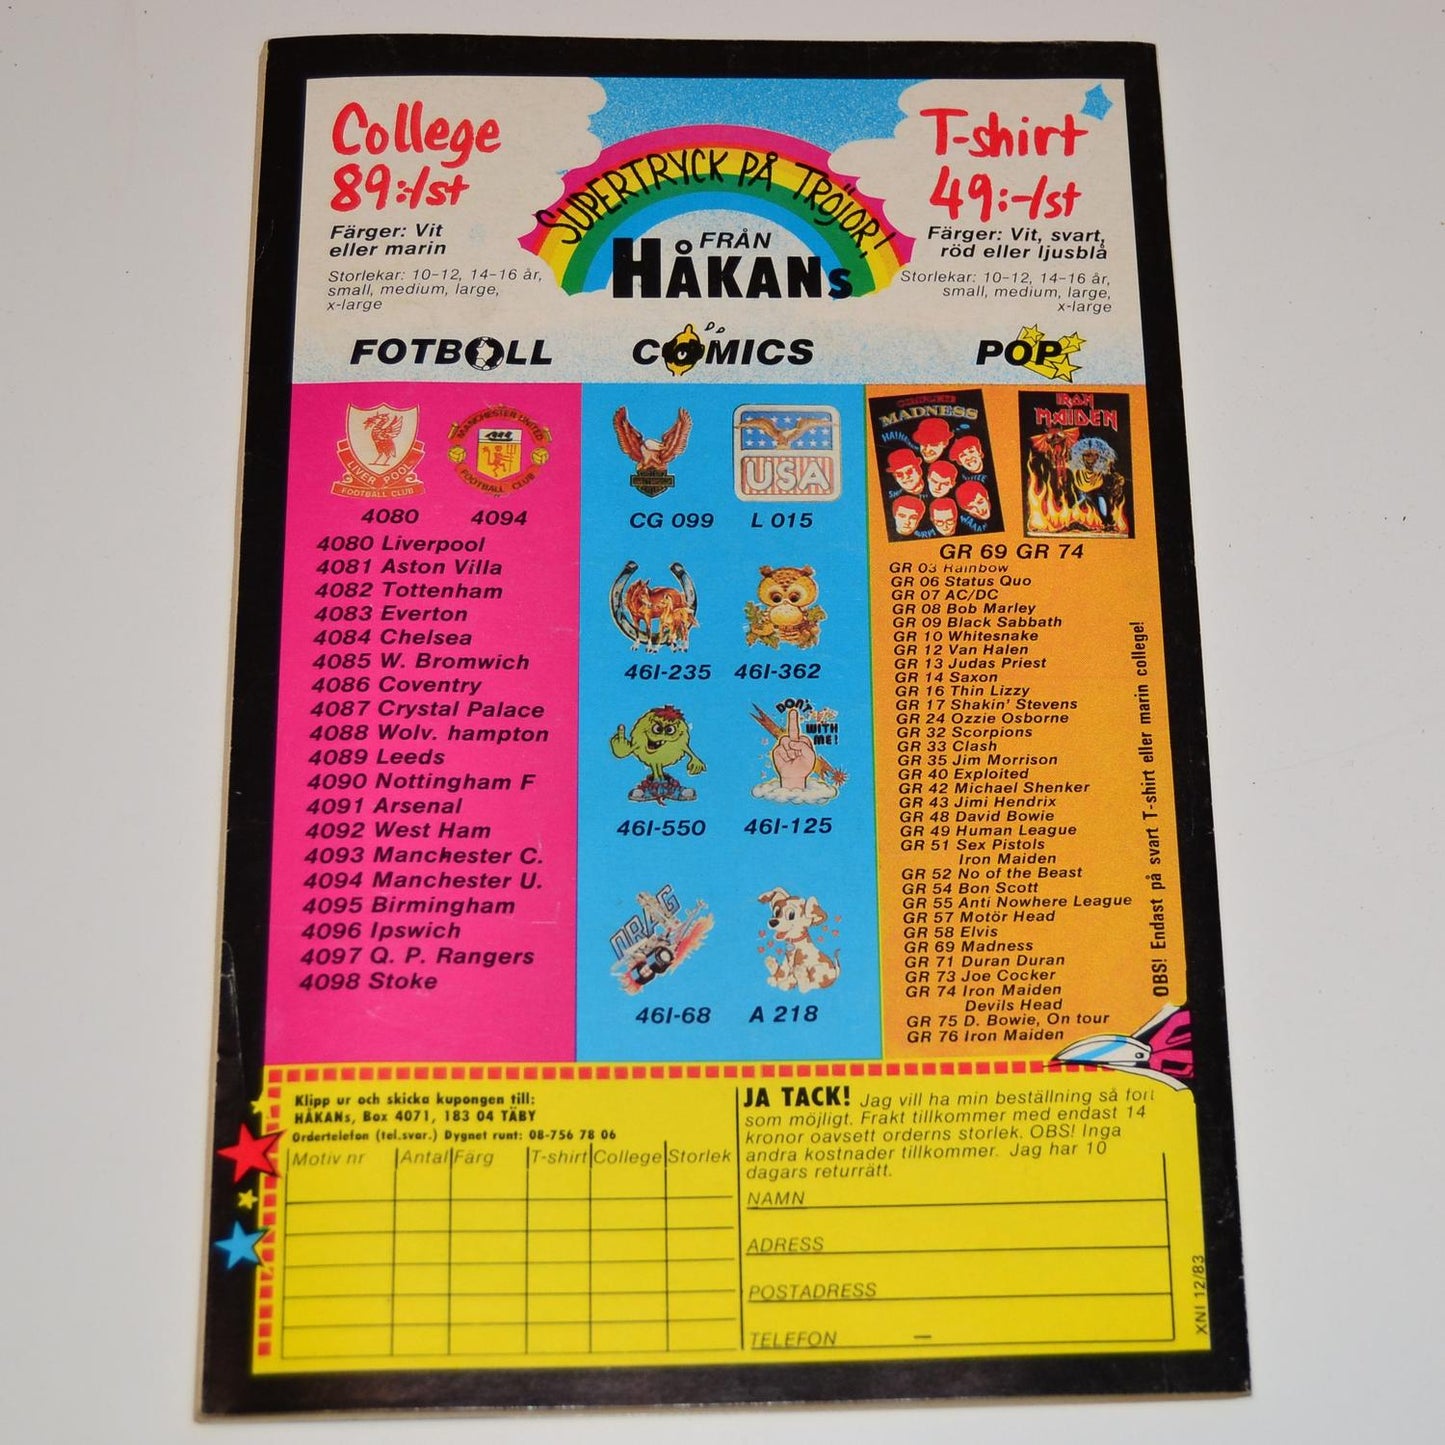 College
89:-/st
Färger: Vit
eller marin
Storlekar: 10-12, 14-16 år,
small, medium, large,
x-large
SUPERTRYCK PÅ TRÖJOR!
FRÅN
HÅKANs
T-shirt
49:-/st
Färger: Vit, svart,
röd eller ljusblå
Storlekar: 10-12, 14-16 år,
small, medium, large,
x-large
FOTBOLL
LIVER POOL
FOOTBALL CLUB
MANCHESTER UNITED
FOOTBALL CLUB
4080 4094
4080 Liverpool
4081 Aston Villa
4082 Tottenham
4083 Everton
4084 Chelsea
4085 W. Bromwich
4086 Coventry
4087 Crystal Palace
4088 Wolv. hampton
4089 Leeds
4090 Nottingham F
4091 Arsenal
4092 West Ham
4093 Manchester C.
4094 Manchester U.
4095 Birmingham
4096 Ipswich
4097 Q. P. Rangers
4098 Stoke
COMICS
USA
CG 099 L 015
46I-235 46I-362
DON'T
WITH
ME!
46I-550 46I-125
DRAG
46I-68 A 218
POP
COMPLETE
MADNESS
IRON
MAIDEN
GR 69 GR 74
GR 03 Rainbow
GR 06 Status Quo
GR 07 AC/DC
GR 08 Bob Marley
GR 09 Black Sabbath
GR 10 Whitesnake
GR 12 Van Halen
GR 13 Judas Priest
GR 14 Saxon
GR 16 Thin Lizzy
GR 17 Shakin' Stevens
GR 24 Ozzie Osborne
GR 32 Scorpions
GR 33 Clash
GR 35 Jim Morrison
GR 40 Exploited
GR 42 Michael Shenker
GR 43 Jimi Hendrix
GR 48 David Bowie
GR 49 Human League
GR 51 Sex Pistols
Iron Maiden
GR 52 No of the Beast
GR 54 Bon Scott
GR 55 Anti Nowhere League
GR 57 Motör Head
GR 58 Elvis
GR 69 Madness
GR 71 Duran Duran
GR 73 Joe Cocker
GR 74 Iron Maiden
Devils Head
GR 75 D. Bowie, On tour
GR 76 Iron Maiden
OBS! Endast på svart T-shirt eller marin college!
Klipp ur och skicka kupongen till:
HÅKANs, Box 4071, 183 04 TÄBY
Ordertelefon (tel.svar.) Dygnet runt: 08-756 78 06
Motiv nr Antal Färg T-shirt College Storlek
JA TACK! Jag vill ha min beställning så fort
som möjligt. Frakt tillkommer med endast 14
kronor oavsett orderns storlek. OBS! Inga
andra kostnader tillkommer. Jag har 10
dagars returrätt.
NAMN
ADRESS
POSTADRESS
TELEFON –
XNI 12/83